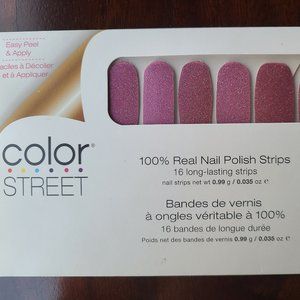 Easy Peel
& Apply
aciles à Décoller
et à Appliquer
color®
STREET
100% Real Nail Polish Strips
16 long-lasting strips
nail strips net wt 0.99 g / 0.035 oz ℮
Bandes de vernis
à ongles véritable à 100%
16 bandes de longue durée
Poids net des bandes de vernis 0.99 g / 0.035 oz ℮